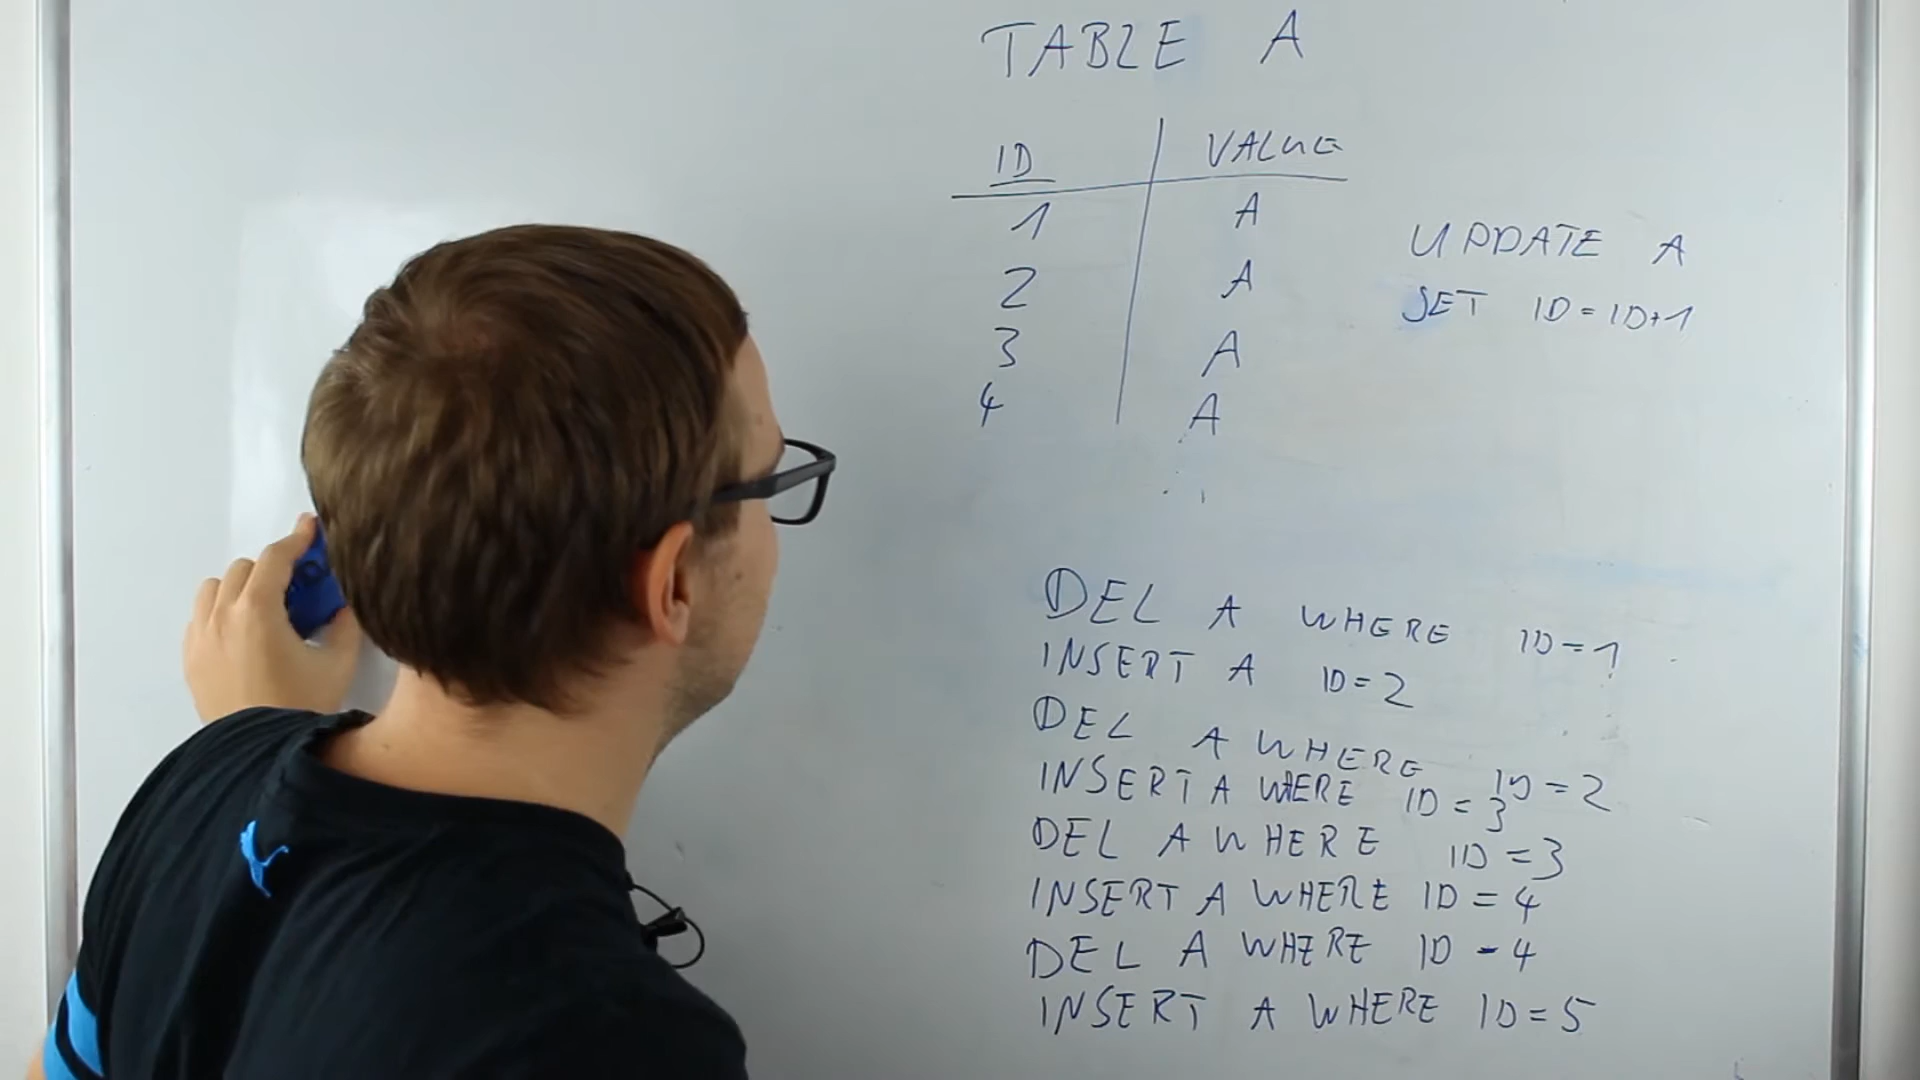 TABLE A
ID VALUE
1 A
2 A
3 A
4 A
UPDATE A
SET ID=ID+1
DEL A WHERE ID=1
INSERT A ID=2
DEL A WHERE ID=2
INSERT A WERE ID=3
DEL A WHERE ID=3
INSERT A WHERE ID=4
DEL A WHERE ID-4
INSERT A WHERE ID=5